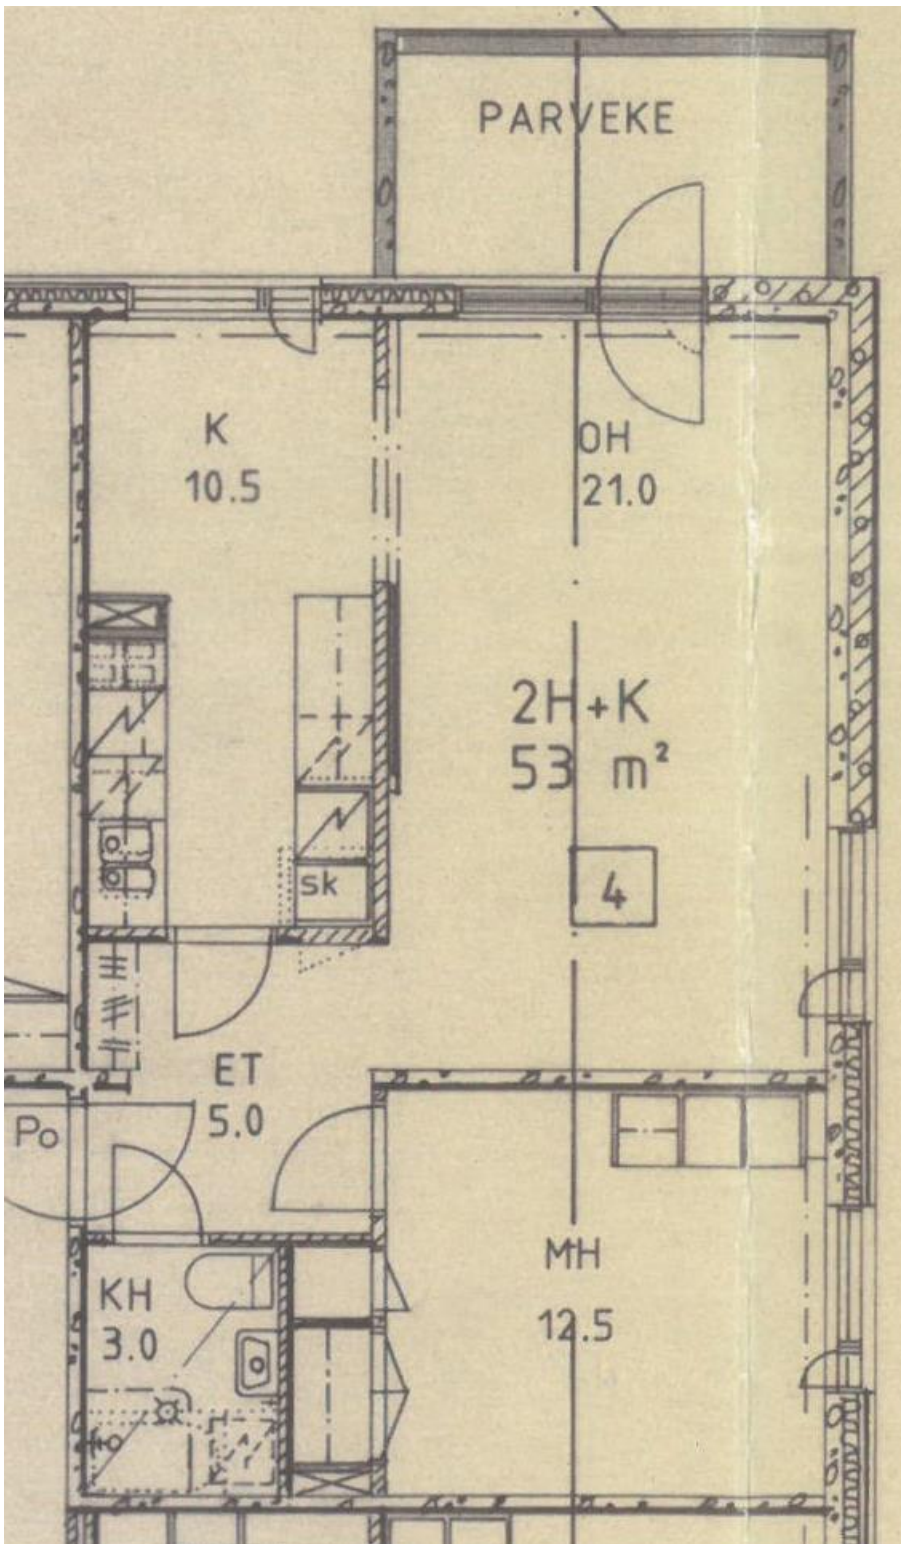 PARVEKE
K
10.5
OH
21.0
2H+K
53 m²
4
sk
ET
5.0
Po
MH
12.5
KH
3.0